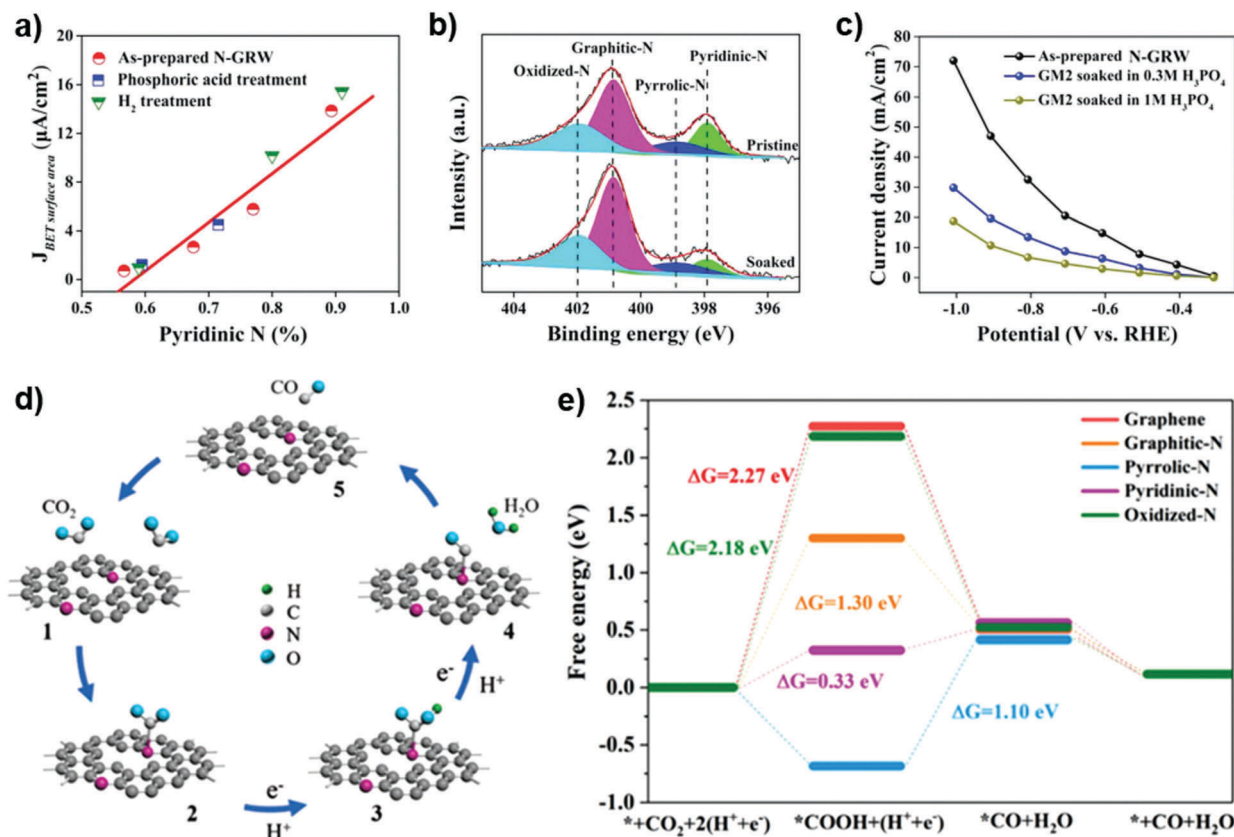 a)
As-prepared N-GRW
Phosphoric acid treatment
H₂ treatment
J_BET surface area (μA/cm²)
20
16
12
8
4
0
0.5 0.6 0.7 0.8 0.9 1.0
Pyridinic N (%)
b)
Graphitic-N
Pyridinic-N
Oxidized-N
Pyrrolic-N
Pristine
Soaked
Intensity (a.u.)
404 402 400 398 396
Binding energy (eV)
c)
As-prepared N-GRW
GM2 soaked in 0.3M H₃PO₄
GM2 soaked in 1M H₃PO₄
Current density (mA/cm²)
90
80
70
60
50
40
30
20
10
0
-1.0 -0.8 -0.6 -0.4
Potential (V vs. RHE)
d)
CO
5
CO₂
H₂O
1
H
C
N
O
4
e⁻
H⁺
2
e⁻
H⁺
3
e)
Graphene
Graphitic-N
Pyrrolic-N
Pyridinic-N
Oxidized-N
Free energy (eV)
2.5
2.0
1.5
1.0
0.5
0.0
-0.5
-1.0
ΔG=2.27 eV
ΔG=2.18 eV
ΔG=1.30 eV
ΔG=0.33 eV
ΔG=1.10 eV
*+CO₂+2(H⁺+e⁻) *COOH+(H⁺+e⁻) *CO+H₂O *+CO+H₂O